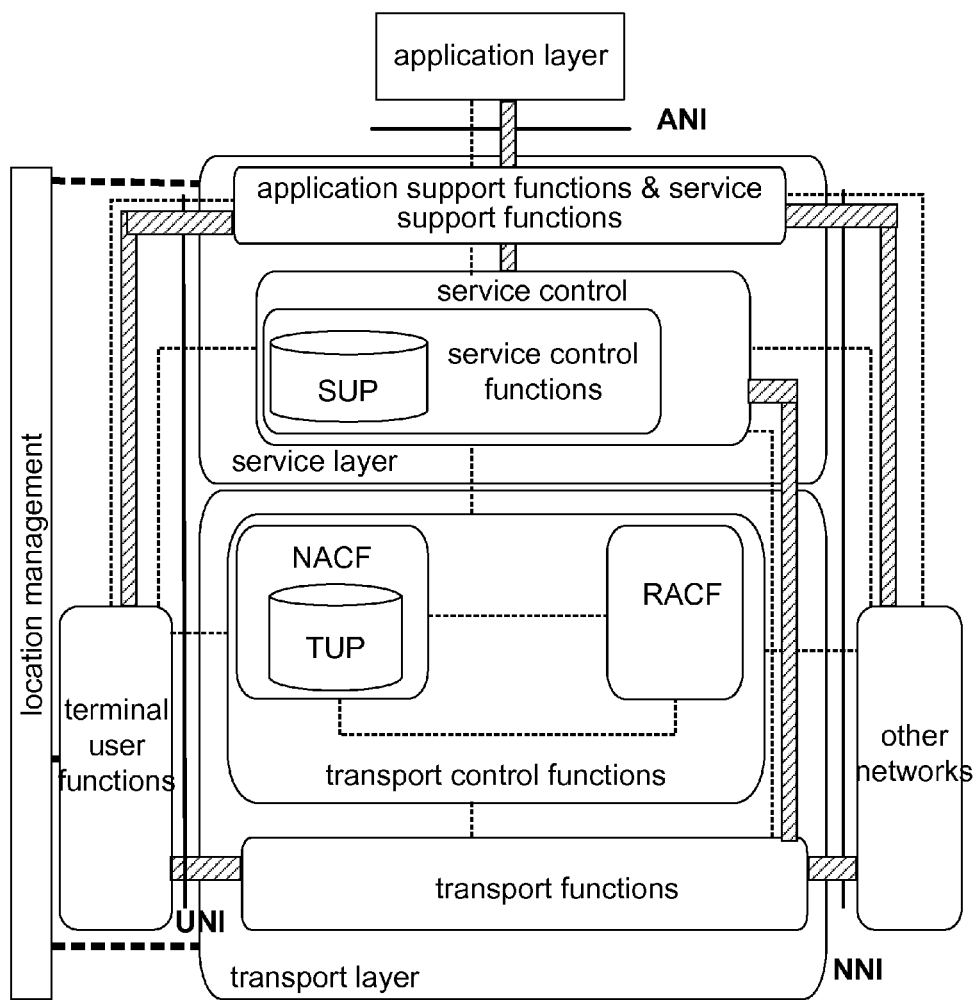 application layer
ANI
application support functions & service
support functions
service control
service control
functions
SUP
service layer
location management
NACF
RACF
TUP
terminal
user
functions
other
networks
transport control functions
transport functions
UNI
NNI
transport layer